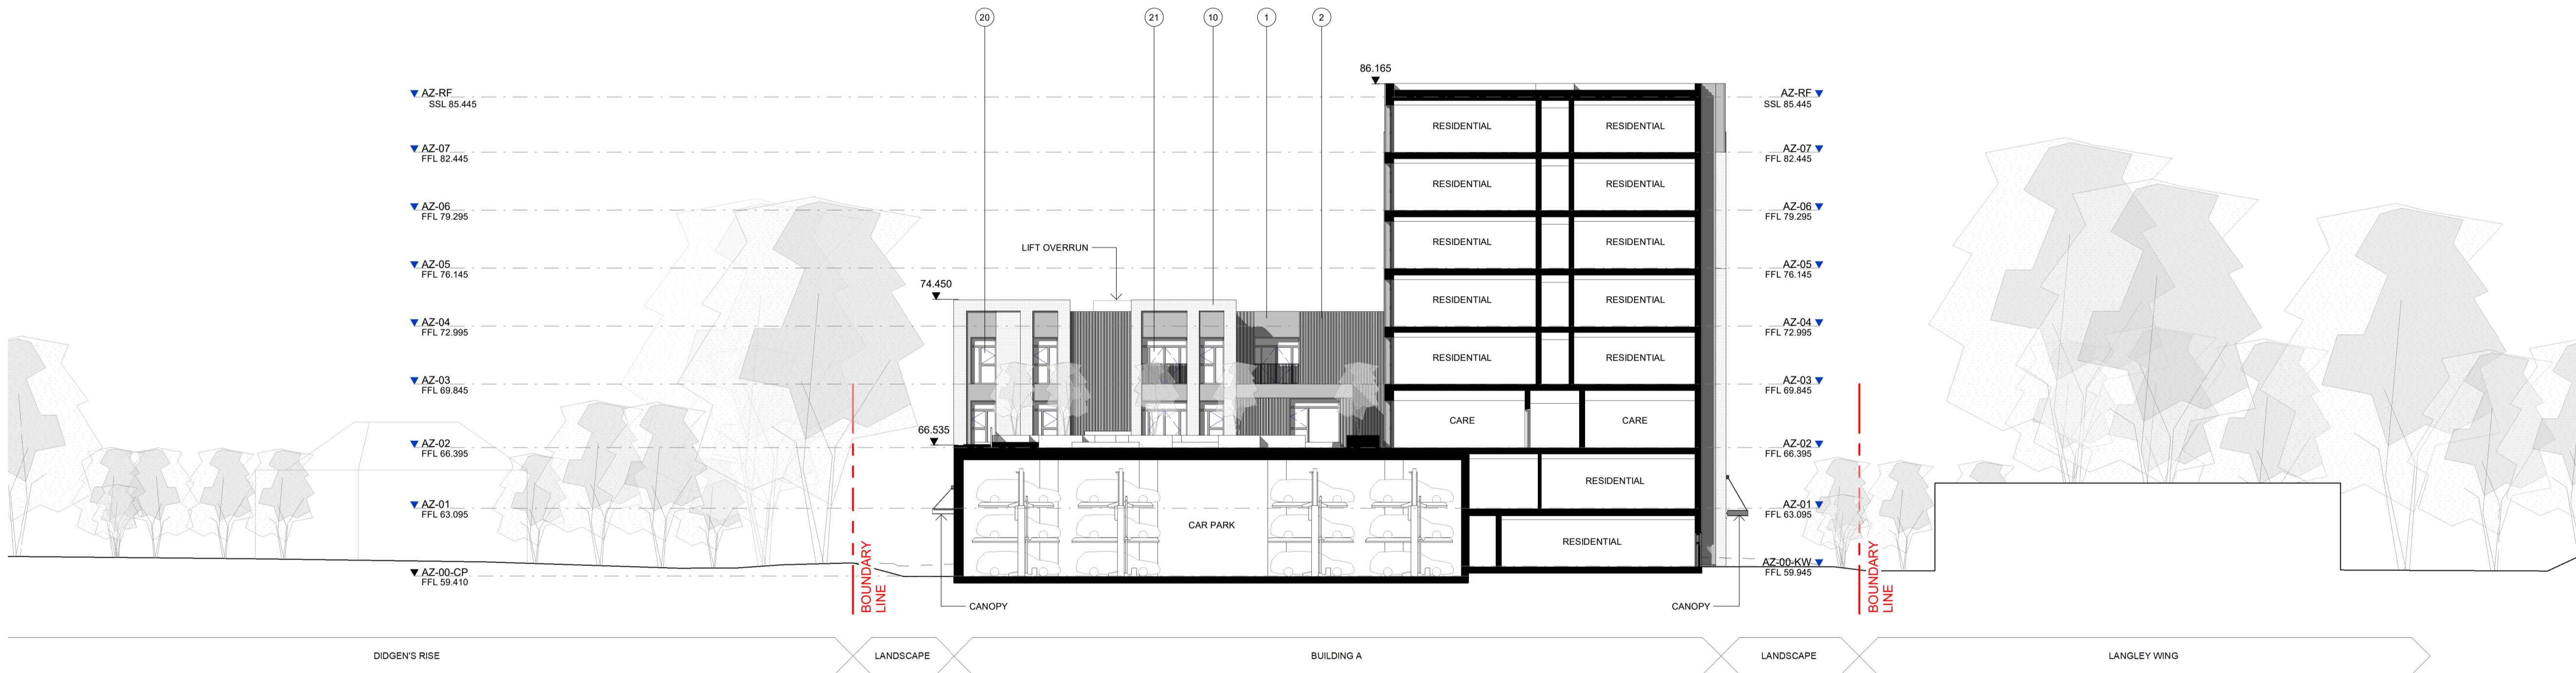 20
21
10
1
2
86.165
AZ-RF
SSL 85.445
AZ-RF
SSL 85.445
RESIDENTIAL
RESIDENTIAL
AZ-07
FFL 82.445
AZ-07
FFL 82.445
RESIDENTIAL
RESIDENTIAL
AZ-06
FFL 79.295
AZ-06
FFL 79.295
LIFT OVERRUN
RESIDENTIAL
RESIDENTIAL
AZ-05
FFL 76.145
AZ-05
FFL 76.145
74.450
RESIDENTIAL
RESIDENTIAL
AZ-04
FFL 72.995
AZ-04
FFL 72.995
RESIDENTIAL
RESIDENTIAL
AZ-03
FFL 69.845
AZ-03
FFL 69.845
CARE
CARE
66.535
AZ-02
FFL 66.395
AZ-02
FFL 66.395
RESIDENTIAL
AZ-01
FFL 63.095
AZ-01
FFL 63.095
CAR PARK
RESIDENTIAL
AZ-00-CP
FFL 59.410
AZ-00-KW
FFL 59.945
BOUNDARY
LINE
BOUNDARY
LINE
CANOPY
CANOPY
DIDGEN'S RISE
LANDSCAPE
BUILDING A
LANDSCAPE
LANGLEY WING